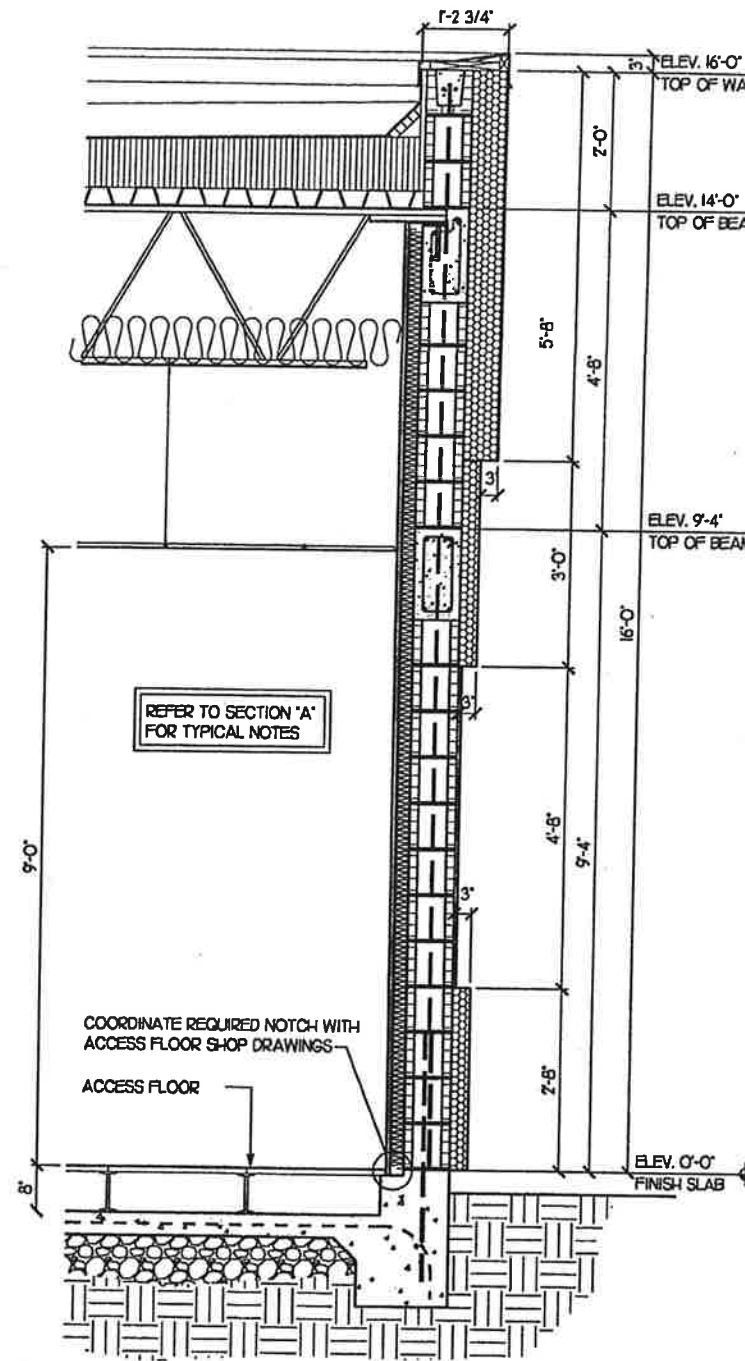 1'-2 3/4"
3"
ELEV. 16'-0"
TOP OF WA
2'-0"
ELEV. 14'-0"
TOP OF BEA
5'-8"
4'-8"
3"
ELEV. 9'-4"
TOP OF BEA
3'-0"
16'-0"
REFER TO SECTION "A"
FOR TYPICAL NOTES
3"
9'-0"
4'-8"
9'-4"
3"
COORDINATE REQUIRED NOTCH WITH
ACCESS FLOOR SHOP DRAWINGS
ACCESS FLOOR
2'-8"
8"
ELEV. 0'-0"
FINISH SLAB